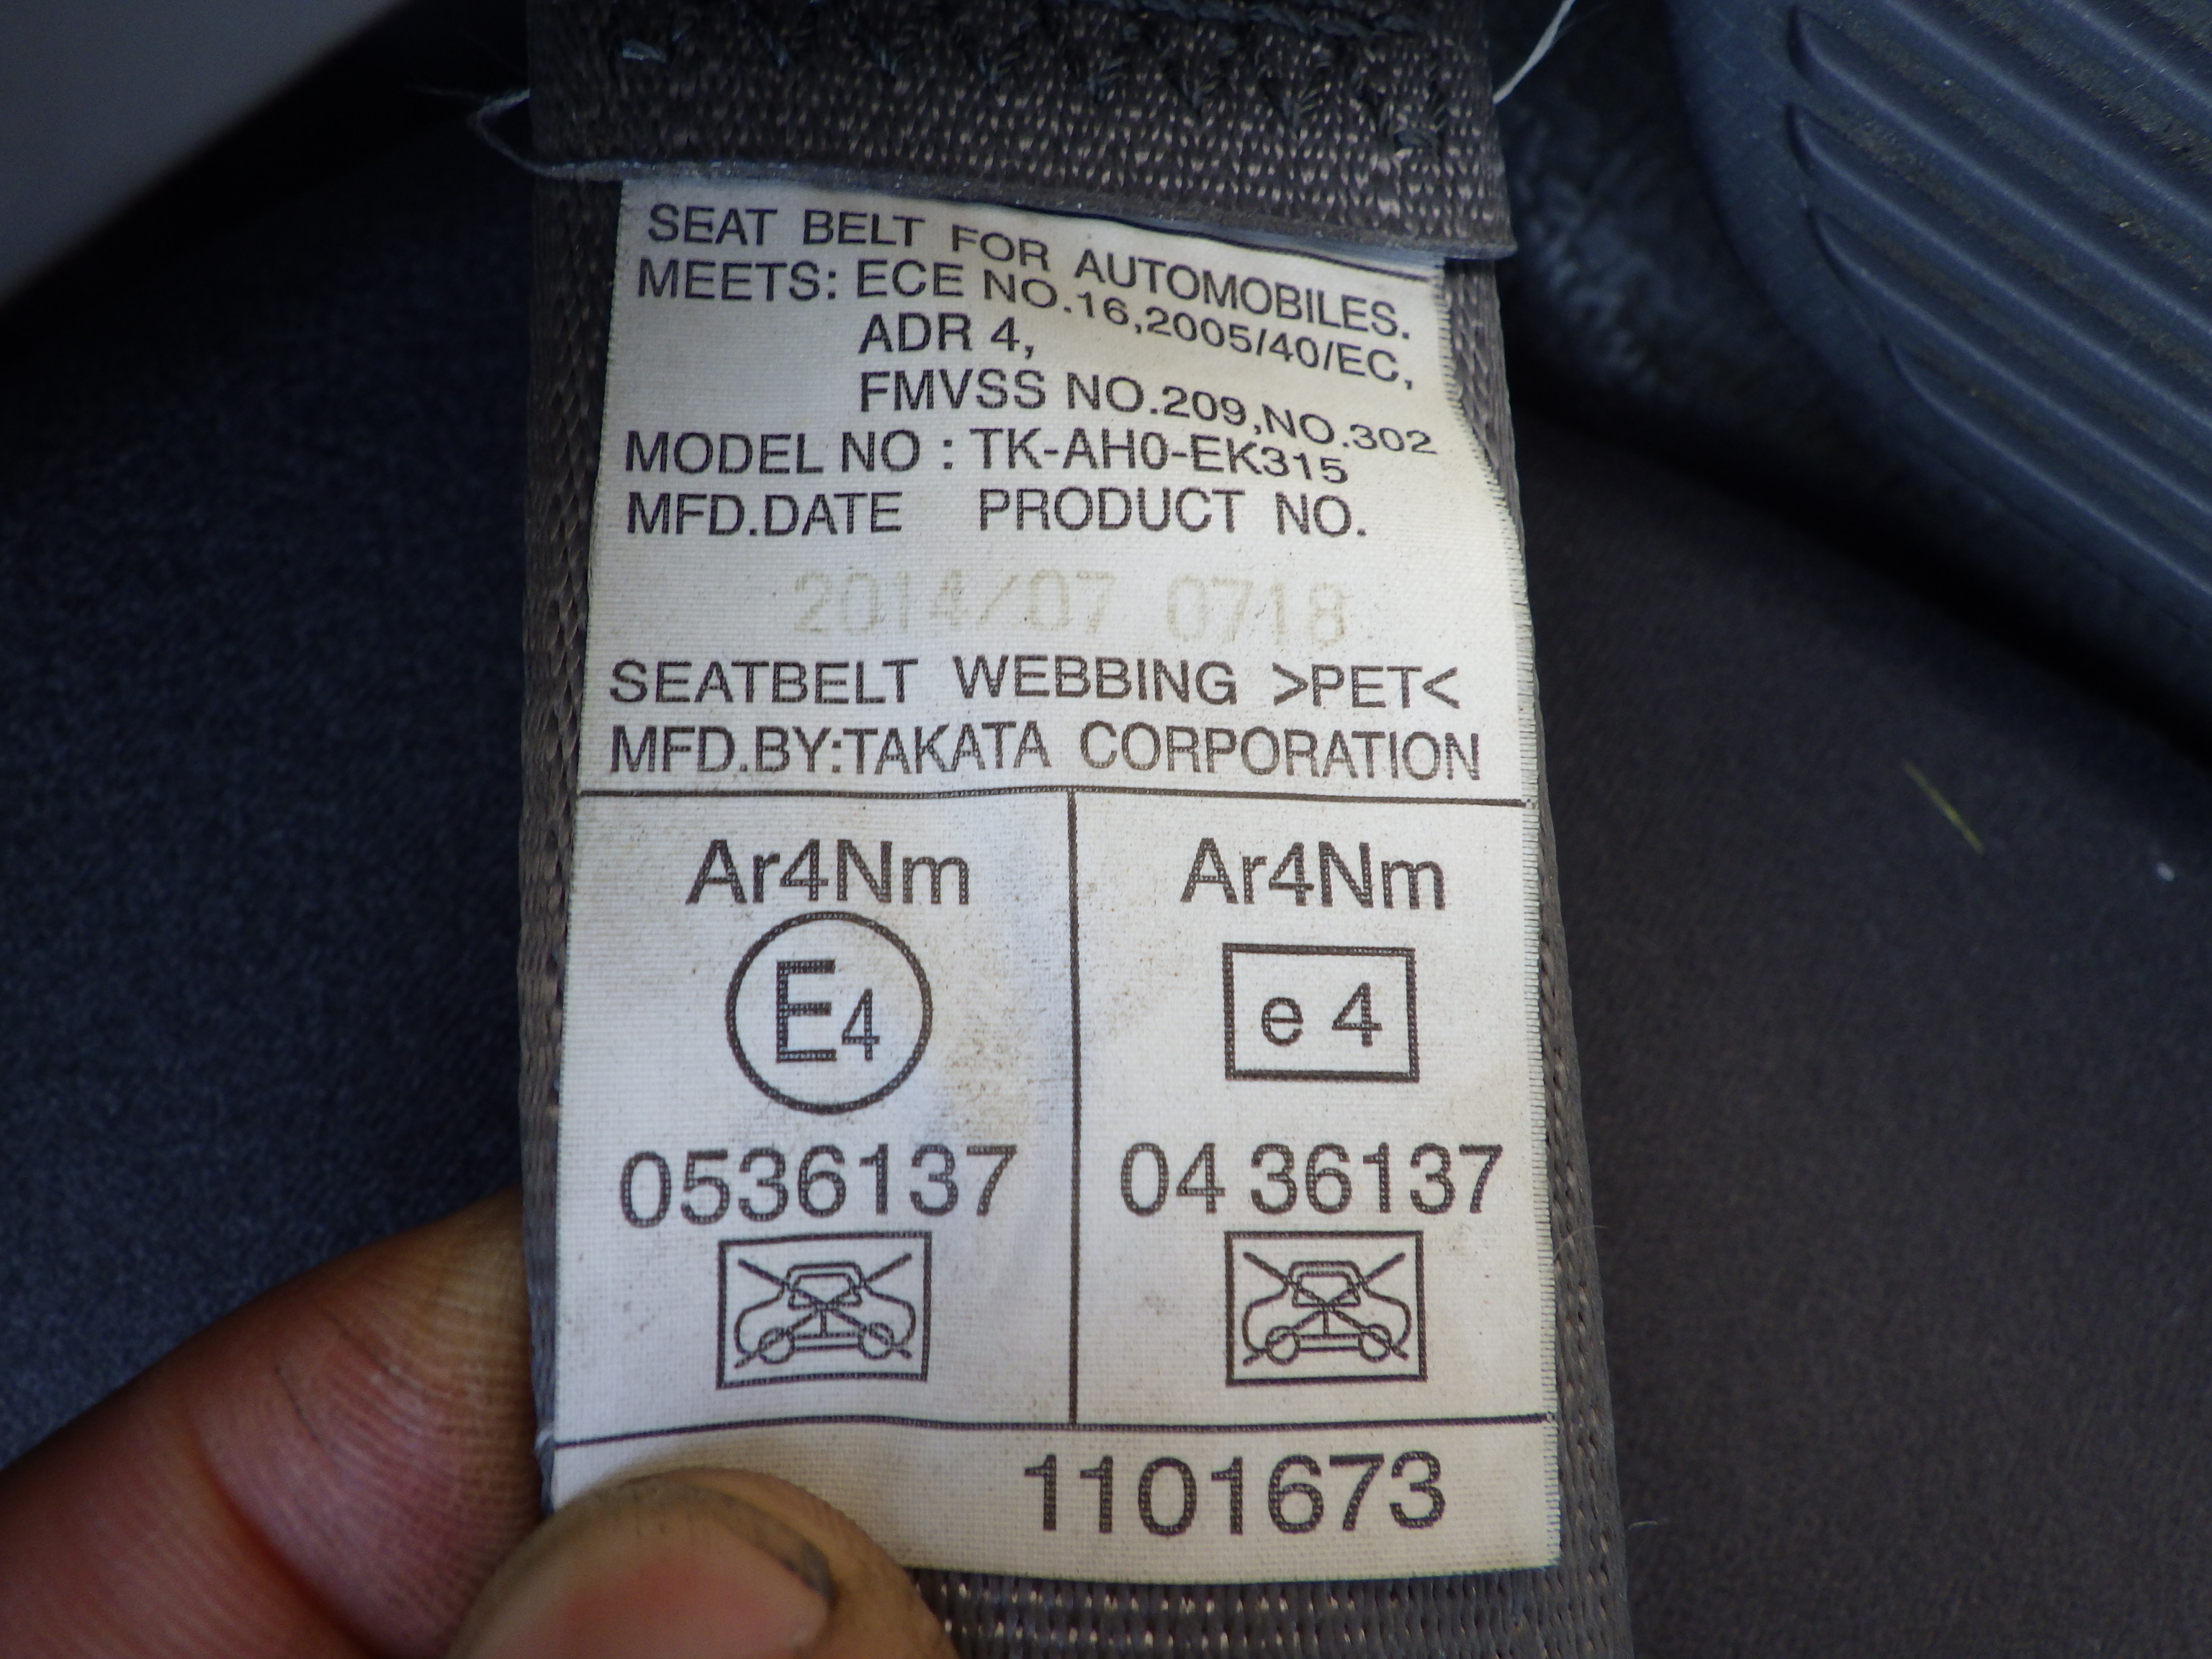 SEAT BELT FOR AUTOMOBILES.
MEETS: ECE NO.16,2005/40/EC,
ADR 4,
FMVSS NO.209,NO.302
MODEL NO : TK-AH0-EK315
MFD.DATE PRODUCT NO.
2014/07 0718
SEATBELT WEBBING >PET<
MFD.BY:TAKATA CORPORATION
Ar4Nm Ar4Nm
E4 e 4
0536137 04 36137
1101673